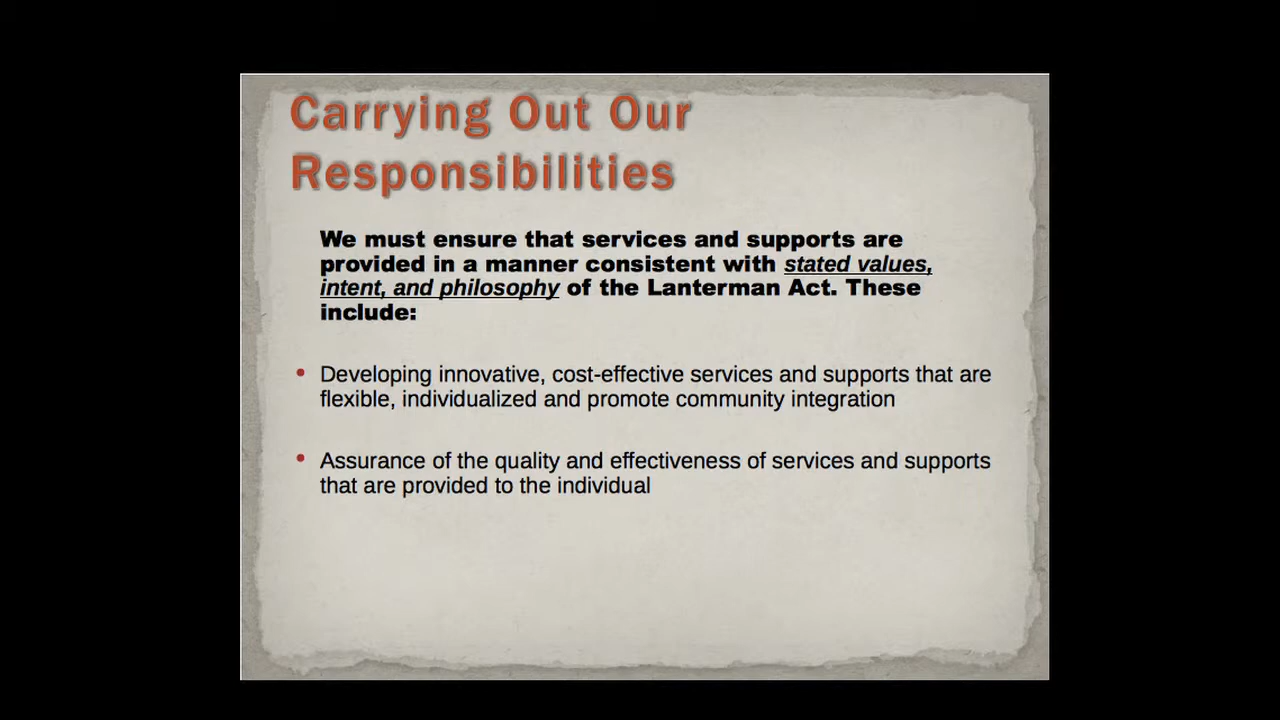 Carrying Out Our
Responsibilities
We must ensure that services and supports are
provided in a manner consistent with stated values,
intent, and philosophy of the Lanterman Act. These
include:
• Developing innovative, cost-effective services and supports that are
flexible, individualized and promote community integration
• Assurance of the quality and effectiveness of services and supports
that are provided to the individual